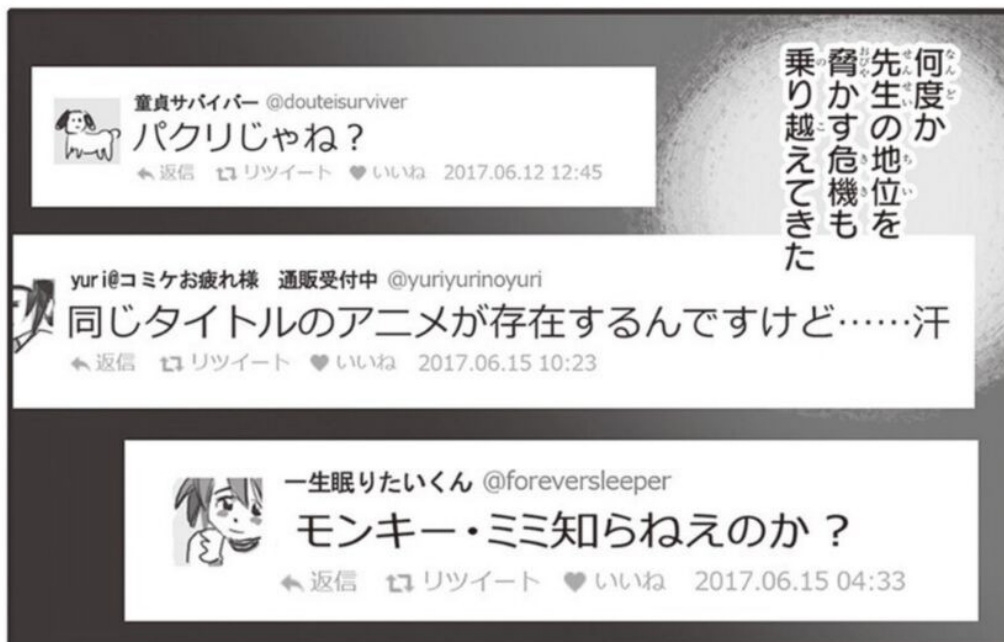 何度か
先生の地位を
脅かす危機も
乗り越えてきた
童貞サバイバー @douteisurviver
パクリじゃね？
返信 リツイート いいね 2017.06.12 12:45
yuri@コミケお疲れ様　通販受付中 @yuriyurinoyuri
同じタイトルのアニメが存在するんですけど……汗
返信 リツイート いいね 2017.06.15 10:23
一生眠りたいくん @foreversleeper
モンキー・ミミ知らねえのか？
返信 リツイート いいね 2017.06.15 04:33